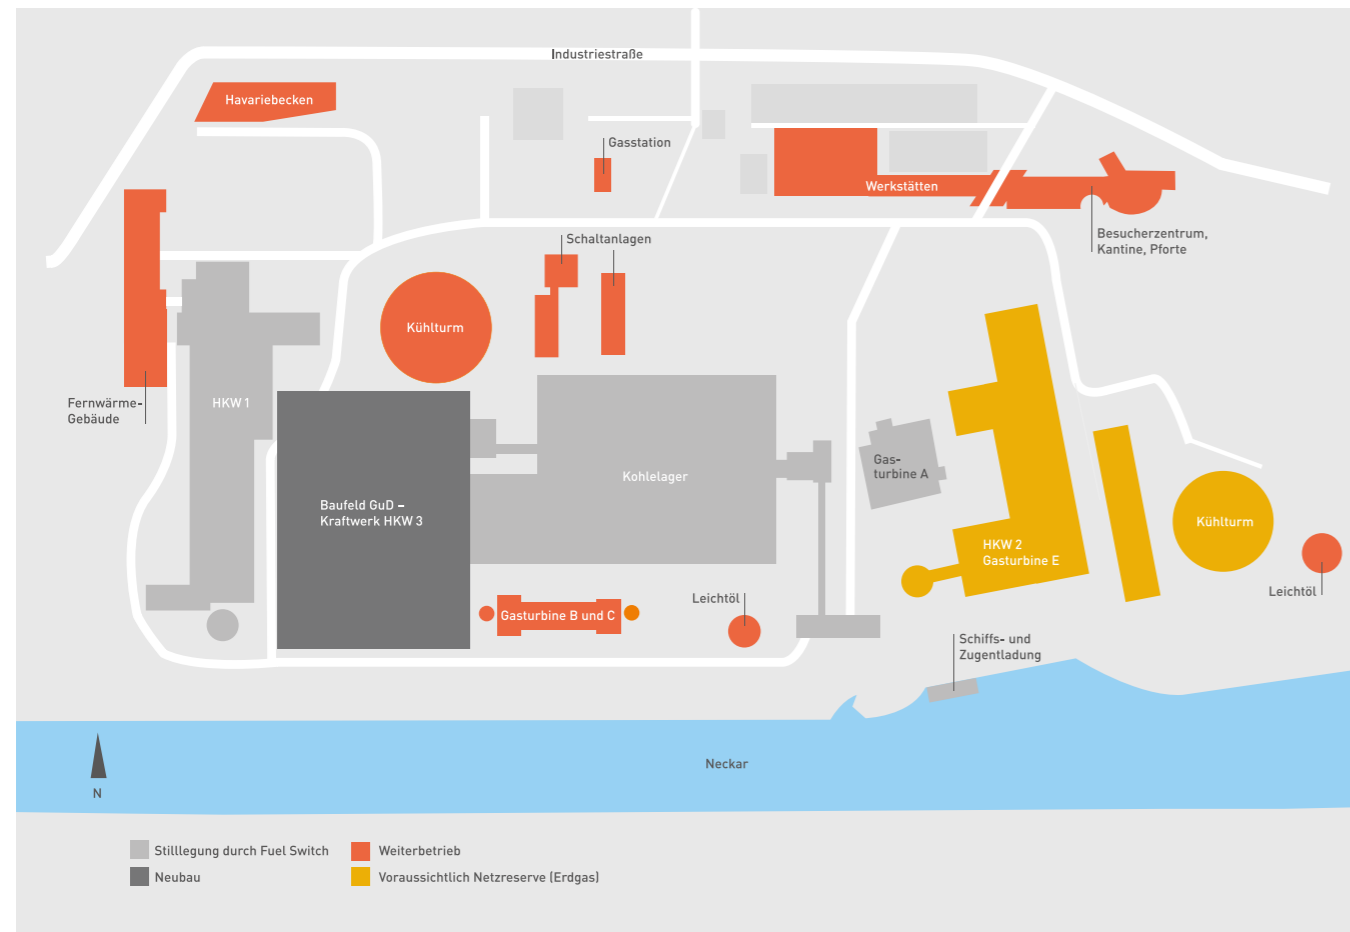 Industriestraße
Havariebecken
Gasstation
Werkstätten
Besucherzentrum,
Kantine, Pforte
Schaltanlagen
Kühlturm
Fernwärme-
Gebäude
HKW 1
Gas-
turbine A
Kohlelager
Baufeld GuD –
Kraftwerk HKW 3
Kühlturm
HKW 2
Gasturbine E
Leichtöl
Leichtöl
Gasturbine B und C
Schiffs- und
Zugentladung
Neckar
N
Stilllegung durch Fuel Switch
Weiterbetrieb
Neubau
Voraussichtlich Netzreserve (Erdgas)